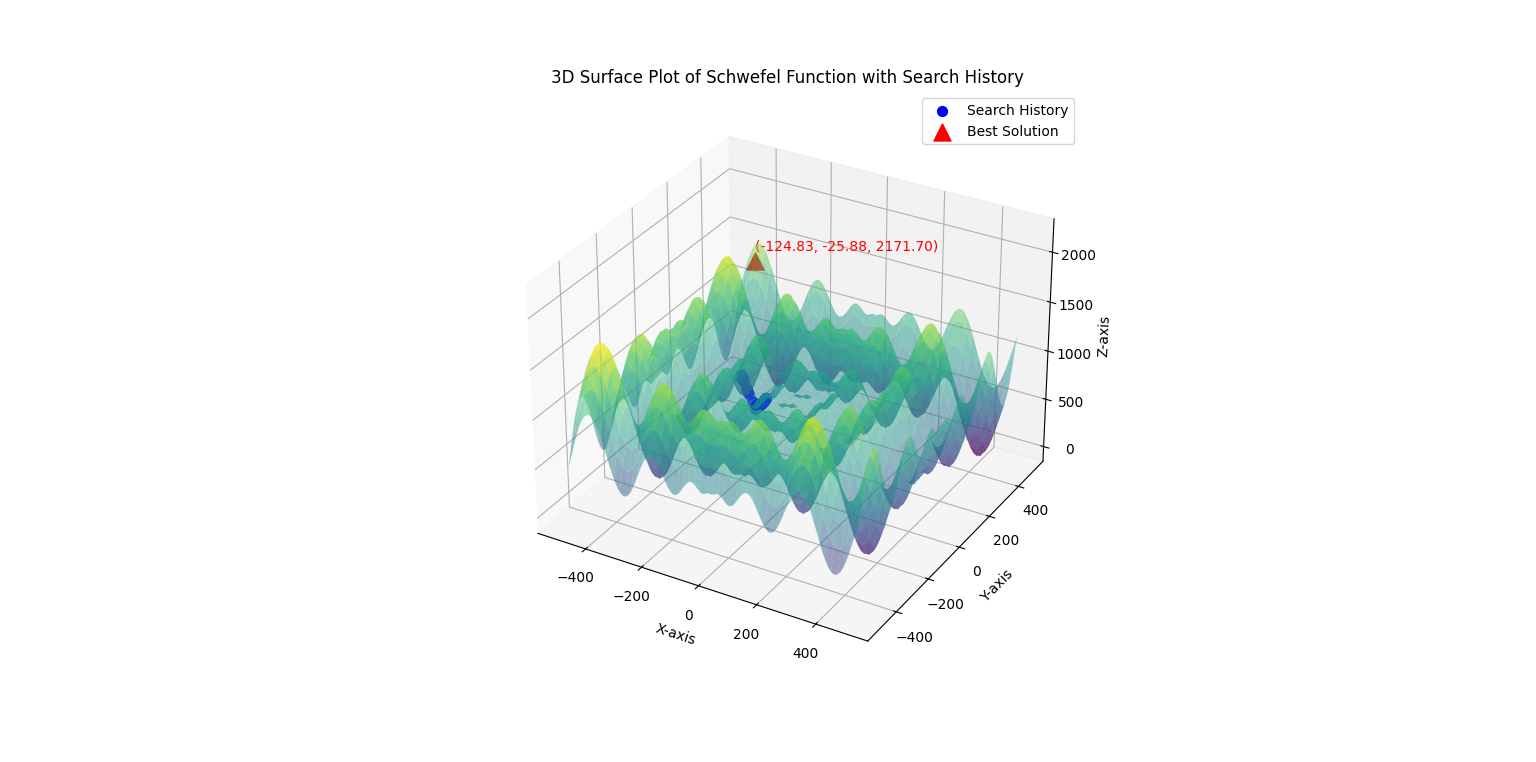 3D Surface Plot of Schwefel Function with Search History
Search History
Best Solution
(-124.83, -25.88, 2171.70)
2000
1500
1000
500
0
Z-axis
400
200
0
−200
−400
Y-axis
−400
−200
0
200
400
X-axis